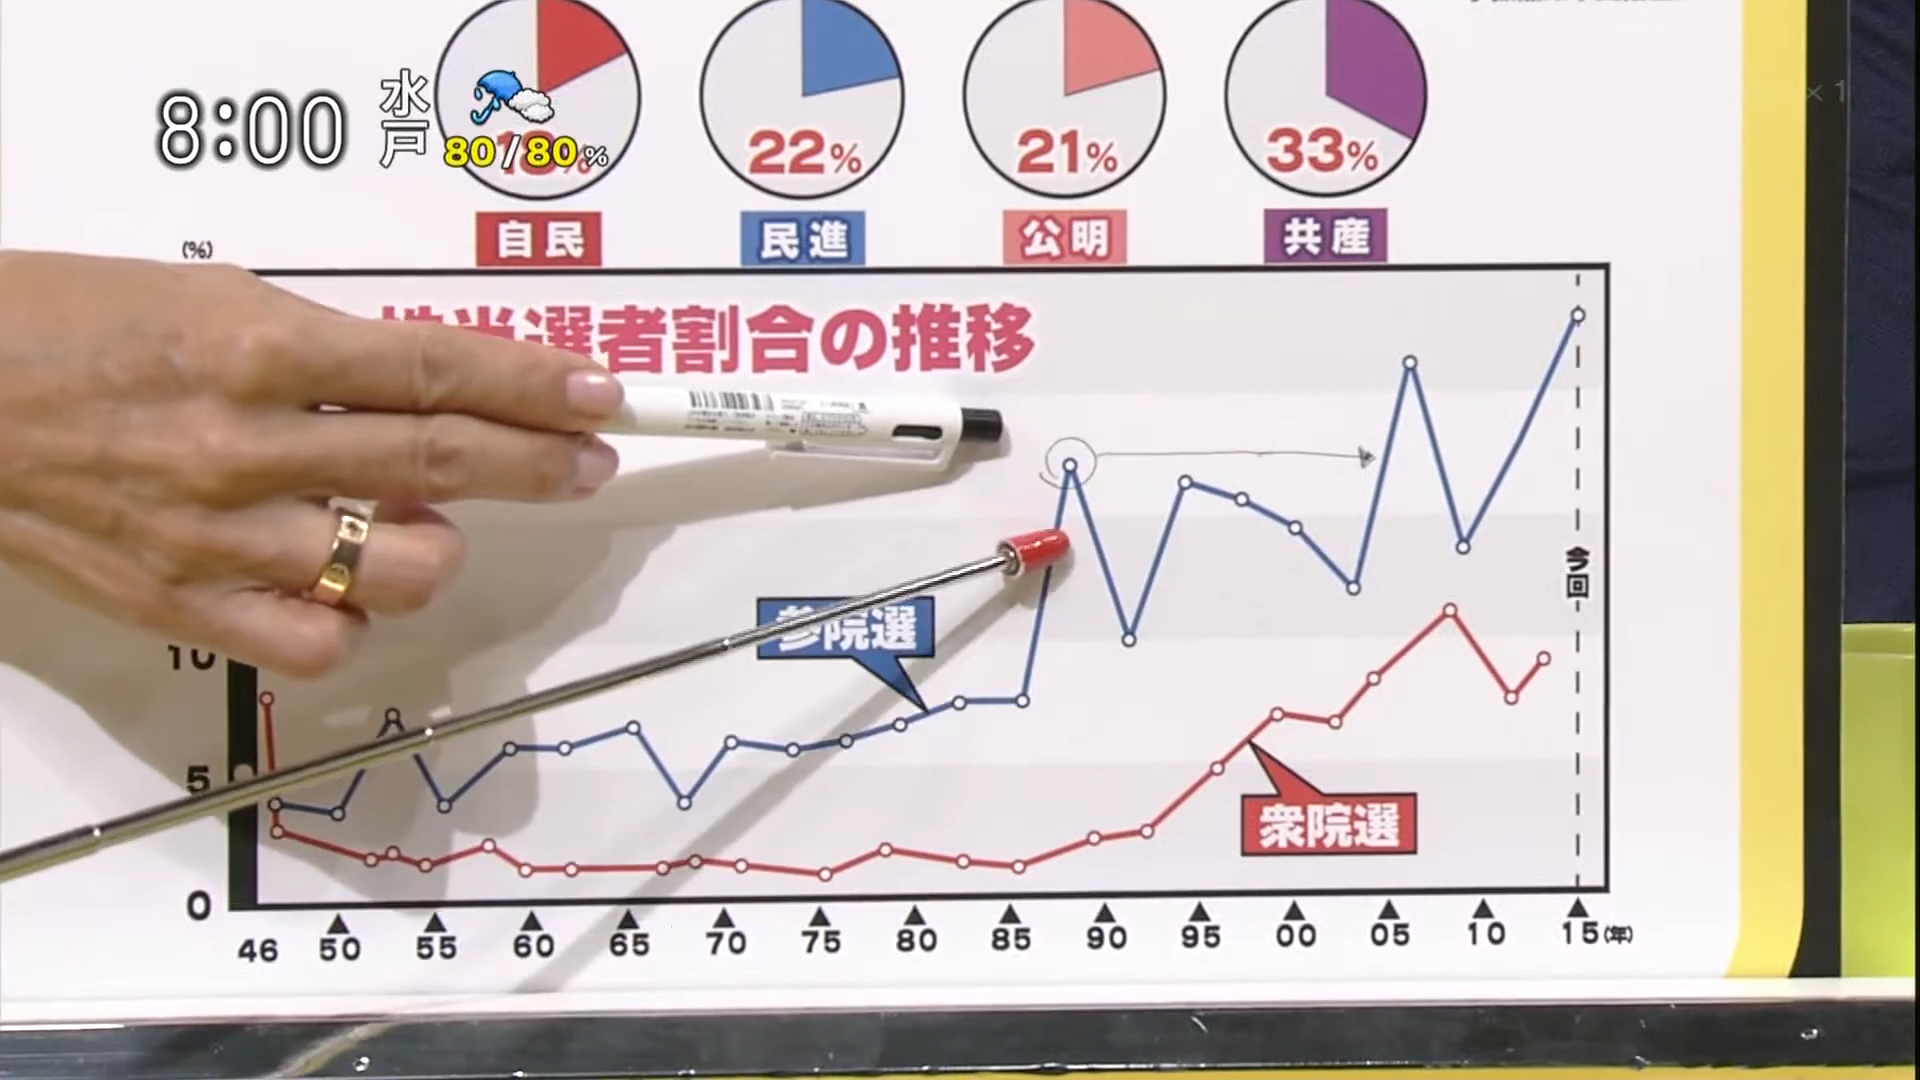 8:00
水戸
80/80%
22%
21%
33%
自民
民進
公明
共産
(%)
選者割合の推移
参院選
今回
10
5
衆院選
0
46 50 55 60 65 70 75 80 85 90 95 00 05 10 15(年)